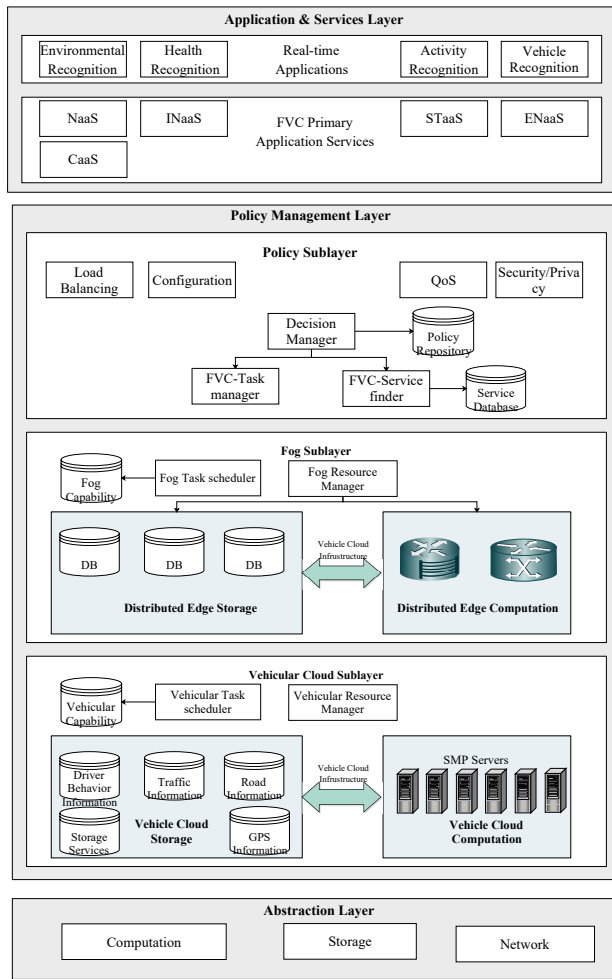 Application & Services Layer
Environmental
Recognition
Health
Recognition
Real-time
Applications
Activity
Recognition
Vehicle
Recognition
NaaS
INaaS
FVC Primary
Application Services
STaaS
ENaaS
CaaS
Policy Management Layer
Policy Sublayer
Load
Balancing
Configuration
QoS
Security/Priva
cy
Decision
Manager
Policy
Repository
FVC-Task
manager
FVC-Service
finder
Service
Database
Fog Sublayer
Fog
Capability
Fog Task scheduler
Fog Resource
Manager
DB
DB
DB
Distributed Edge Storage
Vehicle Cloud
Infrustructure
Distributed Edge Computation
Vehicular Cloud Sublayer
Vehicular
Capability
Vehicular Task
scheduler
Vehicular Resource
Manager
Driver
Behavior
Information
Traffic
Information
Road
Information
Storage
Services
Vehicle Cloud
Storage
GPS
Information
Vehicle Cloud
Infrustructure
SMP Servers
Vehicle Cloud
Computation
Abstraction Layer
Computation
Storage
Network